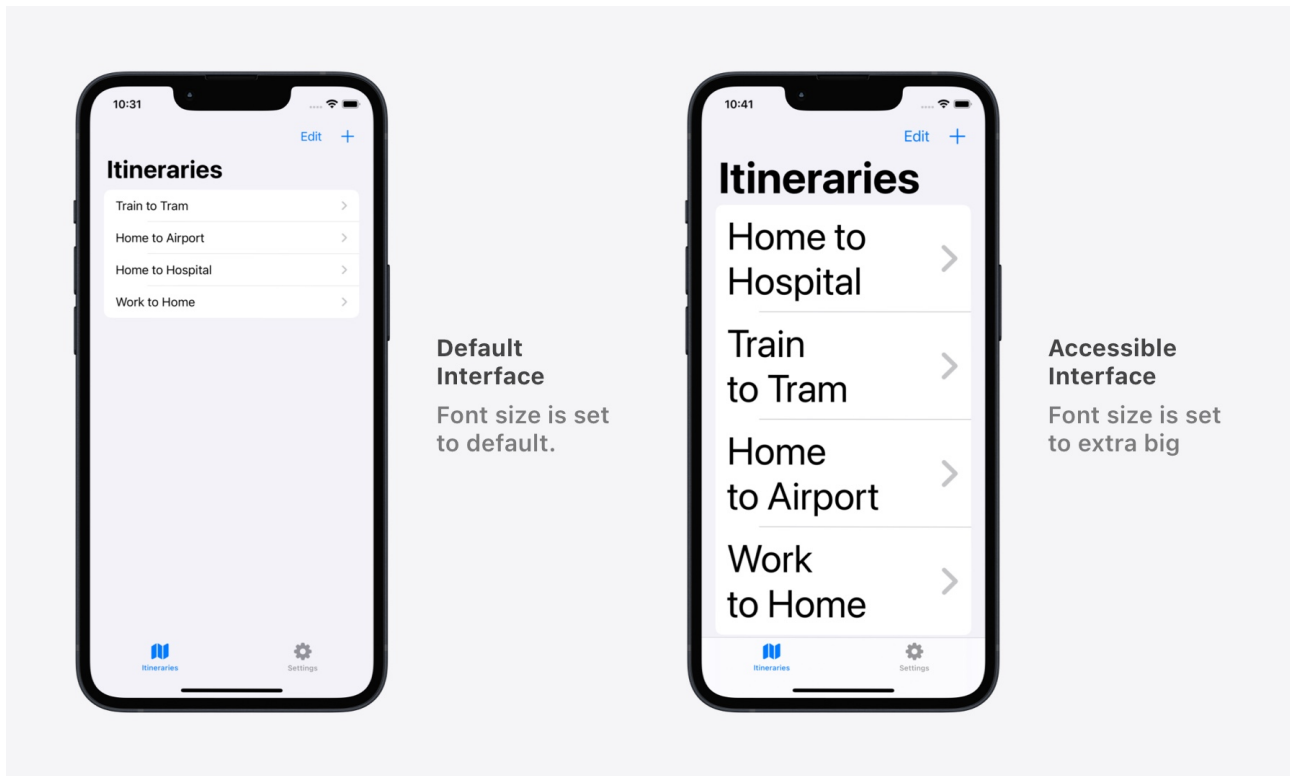 10:31
Edit +
Itineraries
Train to Tram
Home to Airport
Home to Hospital
Work to Home
Itineraries
Settings
Default
Interface
Font size is set
to default.
10:41
Edit +
Itineraries
Home to
Hospital
Train
to Tram
Home
to Airport
Work
to Home
Itineraries
Settings
Accessible
Interface
Font size is set
to extra big